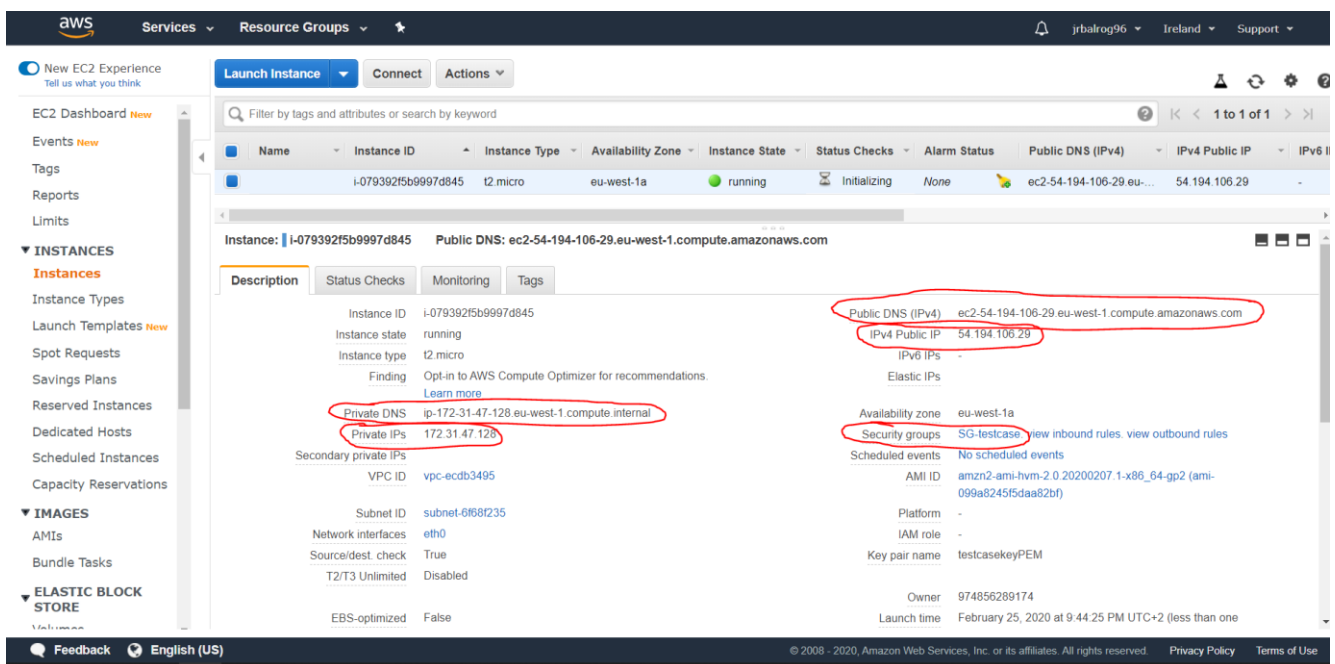 aws Services Resource Groups jrbalrog96 Ireland Support
New EC2 Experience
Tell us what you think
EC2 Dashboard New
Events New
Tags
Reports
Limits
INSTANCES
Instances
Instance Types
Launch Templates New
Spot Requests
Savings Plans
Reserved Instances
Dedicated Hosts
Scheduled Instances
Capacity Reservations
IMAGES
AMIs
Bundle Tasks
ELASTIC BLOCK
STORE
Volumes
Launch Instance Connect Actions
Filter by tags and attributes or search by keyword 1 to 1 of 1
Name Instance ID Instance Type Availability Zone Instance State Status Checks Alarm Status Public DNS (IPv4) IPv4 Public IP IPv6 I
i-079392f5b9997d845 t2.micro eu-west-1a running Initializing None ec2-54-194-106-29.eu-... 54.194.106.29 -
Instance: i-079392f5b9997d845 Public DNS: ec2-54-194-106-29.eu-west-1.compute.amazonaws.com
Description Status Checks Monitoring Tags
Instance ID i-079392f5b9997d845
Instance state running
Instance type t2.micro
Finding Opt-in to AWS Compute Optimizer for recommendations.
Learn more
Private DNS ip-172-31-47-128.eu-west-1.compute.internal
Private IPs 172.31.47.128
Secondary private IPs
VPC ID vpc-ecdb3495
Subnet ID subnet-6f68f235
Network interfaces eth0
Source/dest. check True
T2/T3 Unlimited Disabled
EBS-optimized False
Public DNS (IPv4) ec2-54-194-106-29.eu-west-1.compute.amazonaws.com
IPv4 Public IP 54.194.106.29
IPv6 IPs -
Elastic IPs
Availability zone eu-west-1a
Security groups SG-testcase. view inbound rules. view outbound rules
Scheduled events No scheduled events
AMI ID amzn2-ami-hvm-2.0.20200207.1-x86_64-gp2 (ami-
099a8245f5daa82bf)
Platform -
IAM role -
Key pair name testcasekeyPEM
Owner 974856289174
Launch time February 25, 2020 at 9:44:25 PM UTC+2 (less than one
Feedback English (US) © 2008 - 2020, Amazon Web Services, Inc. or its affiliates. All rights reserved. Privacy Policy Terms of Use